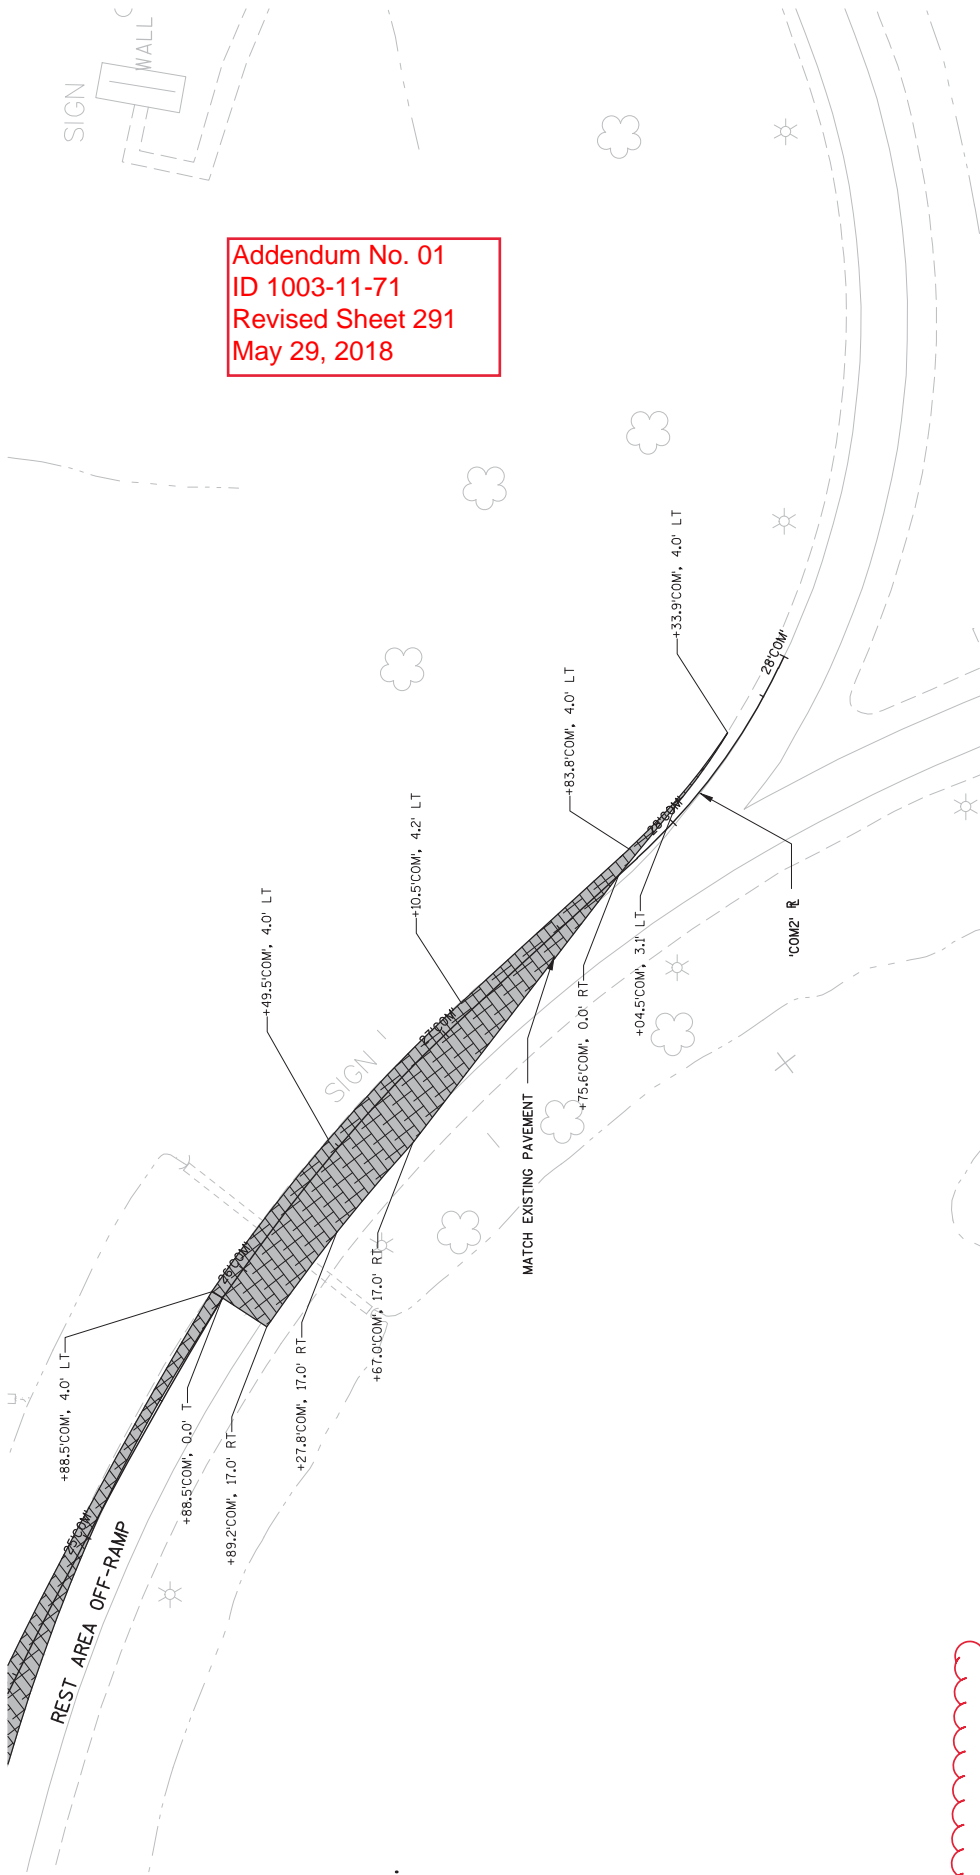 SIGN
WALL
Addendum No. 01
ID 1003-11-71
Revised Sheet 291
May 29, 2018
+33.9'COM', 4.0' LT
28'COM'
+83.8'COM', 4.0' LT
+10.5'COM', 4.2' LT
28'COM'
+49.5'COM', 4.0' LT
'COM2' R
+04.5'COM', 3.1' LT
+75.6'COM', 0.0' RT
27'COM'
SIGN
MATCH EXISTING PAVEMENT
26'COM'
+67.0'COM', 17.0' RT
+27.8'COM', 17.0' RT
+88.5'COM', 4.0' LT
+88.5'COM', 0.0' T
+89.2'COM', 17.0' RT
25'COM'
REST AREA OFF-RAMP